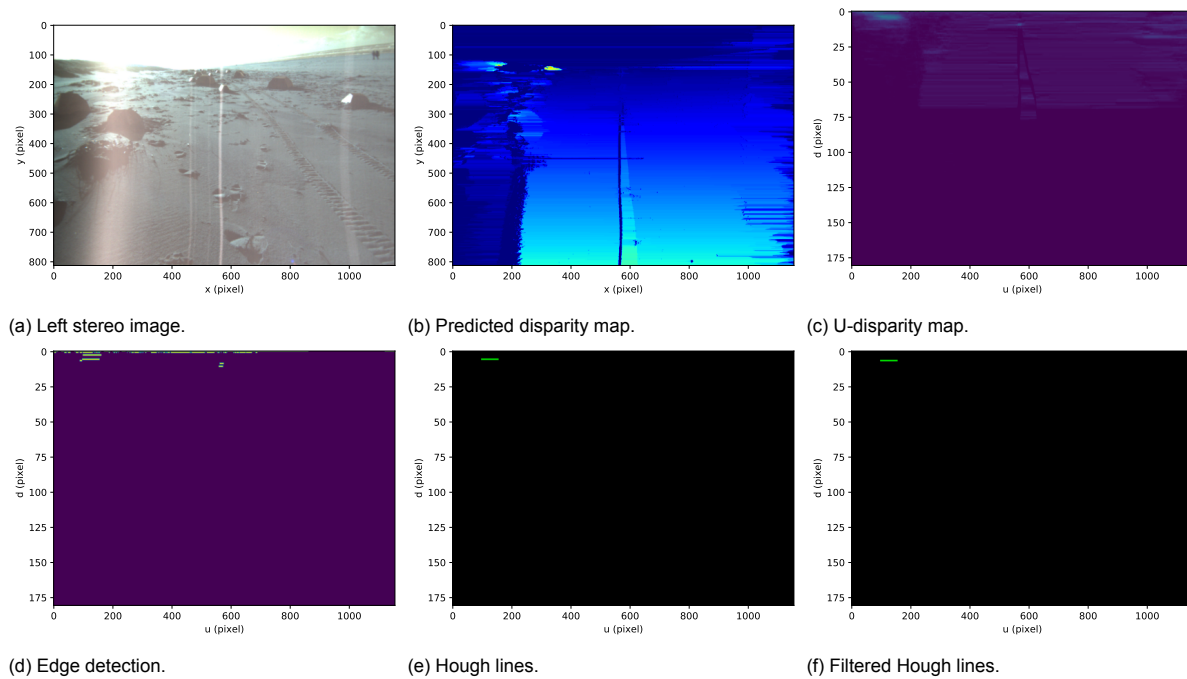 0
100
200
300
400
500
600
700
800
y (pixel)
0 200 400 600 800 1000
x (pixel)
(a) Left stereo image.
0
100
200
300
400
500
600
700
800
y (pixel)
0 200 400 600 800 1000
x (pixel)
(b) Predicted disparity map.
0
25
50
75
100
125
150
175
d (pixel)
0 200 400 600 800 1000
u (pixel)
(c) U-disparity map.
0
25
50
75
100
125
150
175
d (pixel)
0 200 400 600 800 1000
u (pixel)
(d) Edge detection.
0
25
50
75
100
125
150
175
d (pixel)
0 200 400 600 800 1000
u (pixel)
(e) Hough lines.
0
25
50
75
100
125
150
175
d (pixel)
0 200 400 600 800 1000
u (pixel)
(f) Filtered Hough lines.